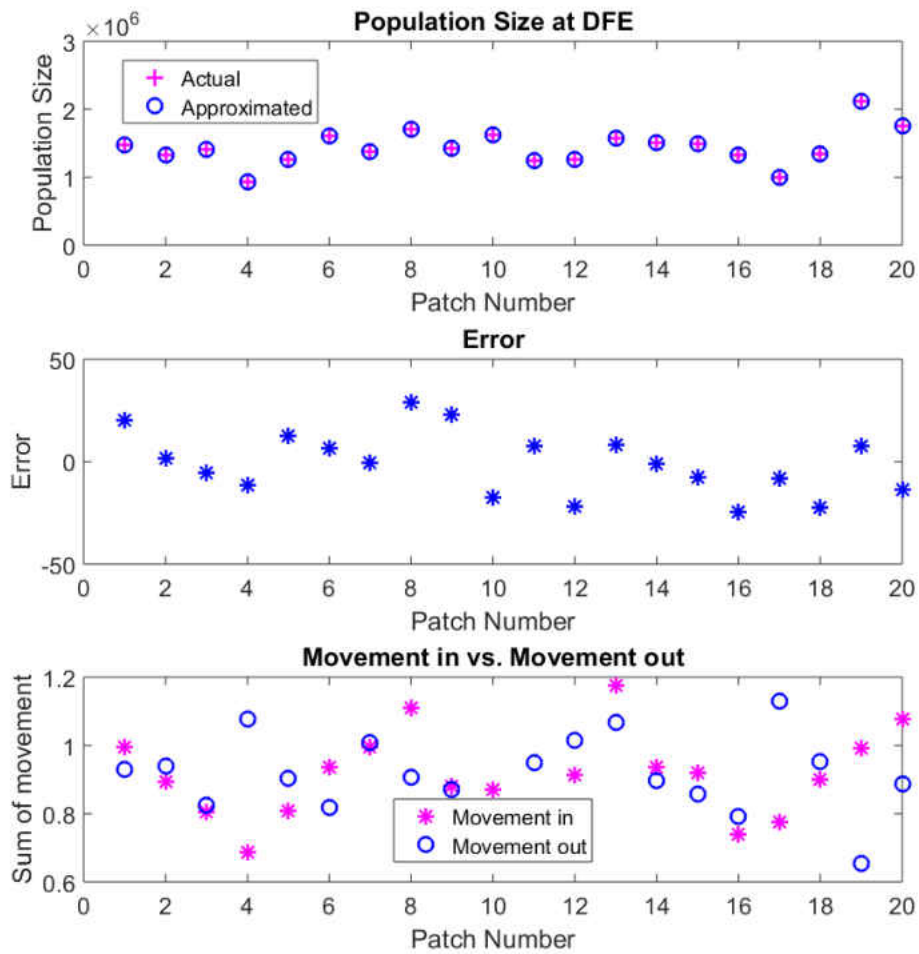 Population Size at DFE
× 10^6
3
2
1
0
Population Size
Actual
Approximated
0 2 4 6 8 10 12 14 16 18 20
Patch Number
Error
50
0
-50
Error
0 2 4 6 8 10 12 14 16 18 20
Patch Number
Movement in vs. Movement out
1.2
1
0.8
0.6
Sum of movement
Movement in
Movement out
0 2 4 6 8 10 12 14 16 18 20
Patch Number